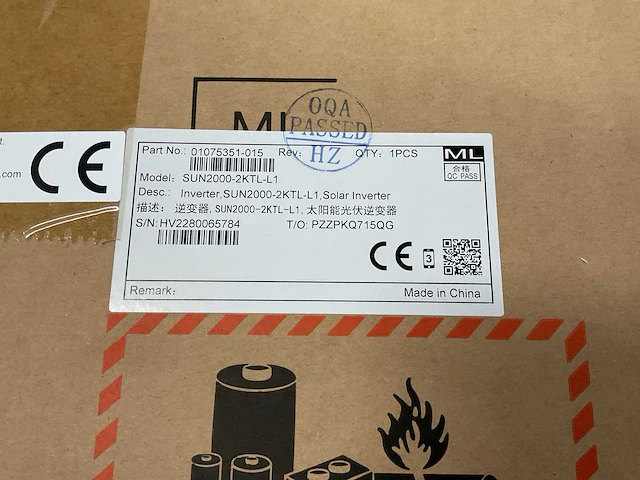 ML
OQA
PASSED
HZ
R.
.com
CE
Part No.: 01075351-015 Rev: QTY: 1PCS
ML
合格
QC PASS
Model: SUN2000-2KTL-L1
Desc.: Inverter,SUN2000-2KTL-L1,Solar Inverter
描述: 逆变器, SUN2000-2KTL-L1, 太阳能光伏逆变器
S/N:HV2280065784 T/O: PZZPKQ715QG
CE 3
Remark: Made in China